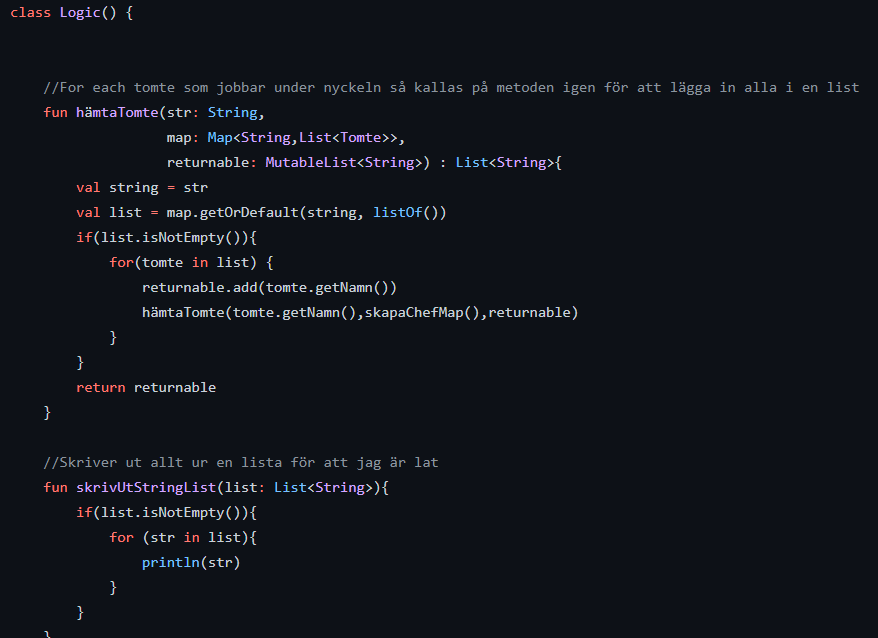 class Logic() {
//For each tomte som jobbar under nyckeln så kallas på metoden igen för att lägga in alla i en list
fun hämtaTomte(str: String,
map: Map<String,List<Tomte>>,
returnable: MutableList<String>) : List<String>{
val string = str
val list = map.getOrDefault(string, listOf())
if(list.isNotEmpty()){
for(tomte in list) {
returnable.add(tomte.getNamn())
hämtaTomte(tomte.getNamn(),skapaChefMap(),returnable)
}
}
return returnable
}
//Skriver ut allt ur en lista för att jag är lat
fun skrivUtStringList(list: List<String>){
if(list.isNotEmpty()){
for (str in list){
println(str)
}
}
}